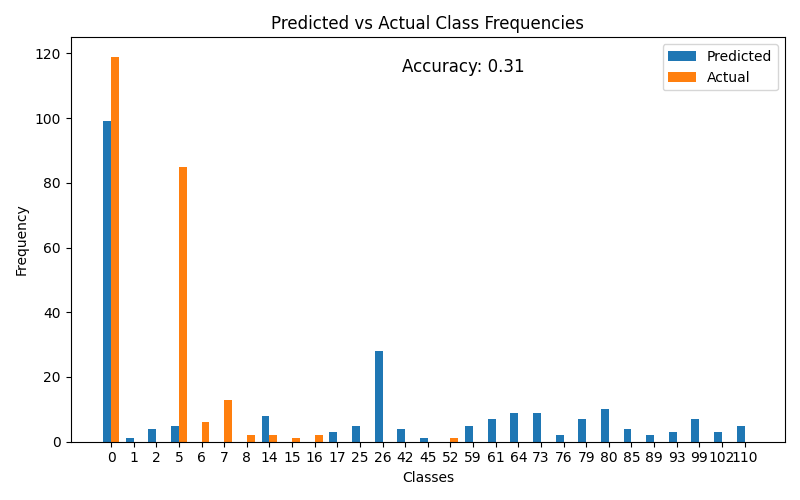 Predicted vs Actual Class Frequencies
Accuracy: 0.31
Predicted
Actual
Frequency
120
100
80
60
40
20
0
0 1 2 5 6 7 8 14 15 16 17 25 26 42 45 52 59 61 64 73 76 79 80 85 89 93 99 102 110
Classes